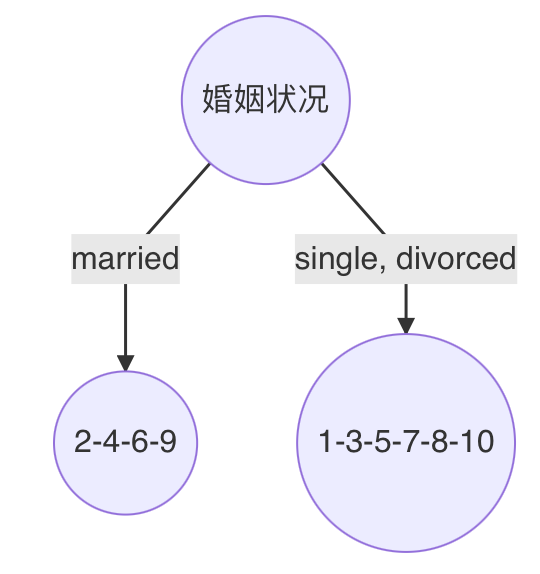 婚姻状况
married
single, divorced
2-4-6-9
1-3-5-7-8-10